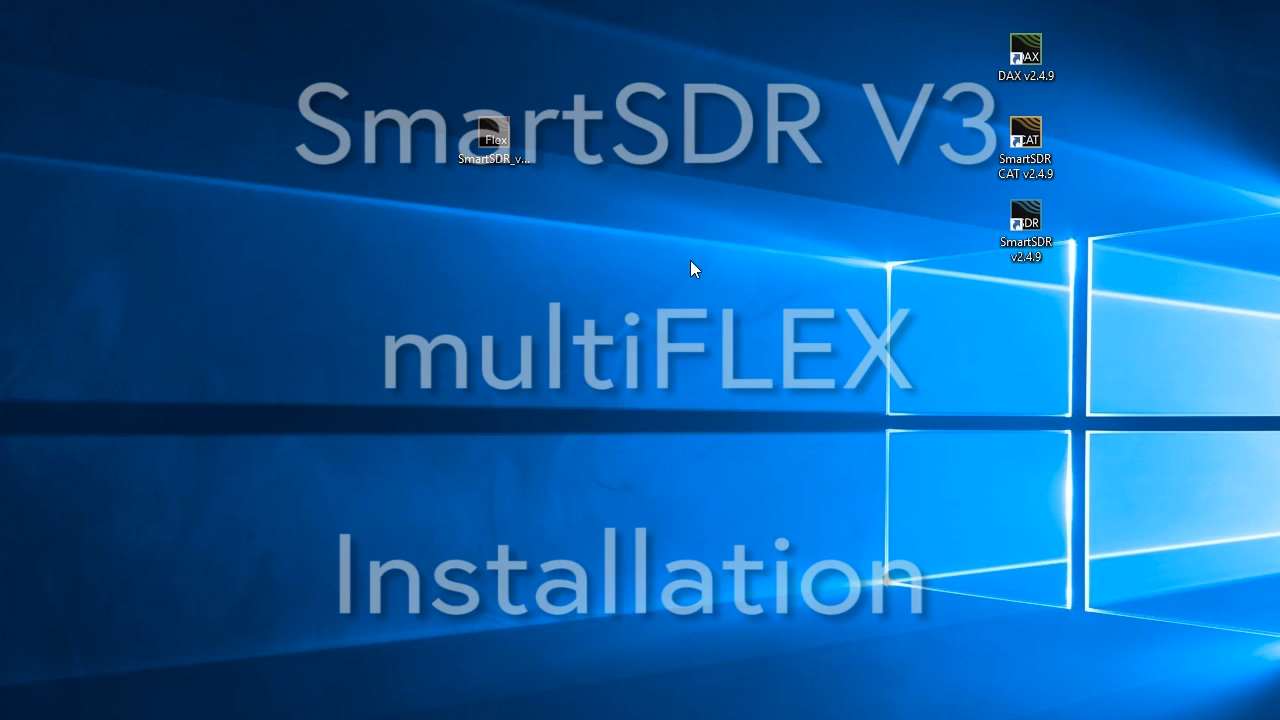 SmartSDR V3
multiFLEX
Installation
Flex
SmartSDR_v...
DAX
DAX v2.4.9
CAT
SmartSDR
CAT v2.4.9
SDR
SmartSDR
v2.4.9